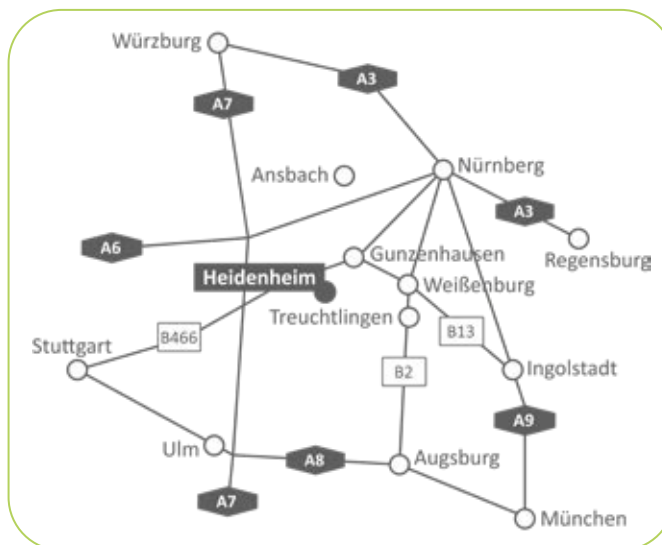 Würzburg
A3
A7
Nürnberg
Ansbach
A3
A6
Gunzenhausen
Regensburg
Heidenheim
Weißenburg
Treuchtlingen
B466
B13
Stuttgart
B2
Ingolstadt
A9
Ulm
A8
Augsburg
A7
München